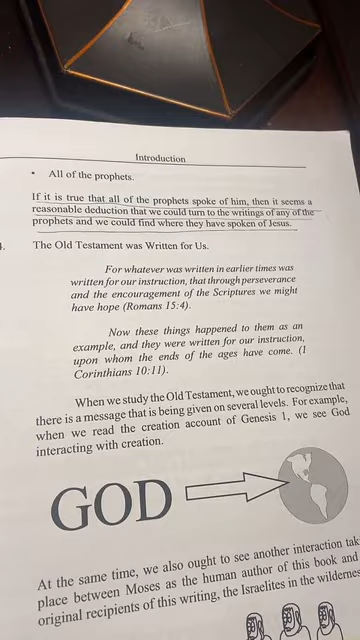 Introduction
• All of the prophets.
If it is true that all of the prophets spoke of him, then it seems a
reasonable deduction that we could turn to the writings of any of the
prophets and we could find where they have spoken of Jesus.
The Old Testament was Written for Us.
For whatever was written in earlier times was
written for our instruction, that through perseverance
and the encouragement of the Scriptures we might
have hope (Romans 15:4).
Now these things happened to them as an
example, and they were written for our instruction,
upon whom the ends of the ages have come. (1
Corinthians 10:11).
When we study the Old Testament, we ought to recognize that
there is a message that is being given on several levels. For example,
when we read the creation account of Genesis 1, we see God
interacting with creation.
GOD
At the same time, we also ought to see another interaction tak
place between Moses as the human author of this book and
original recipients of this writing, the Israelites in the wildernes